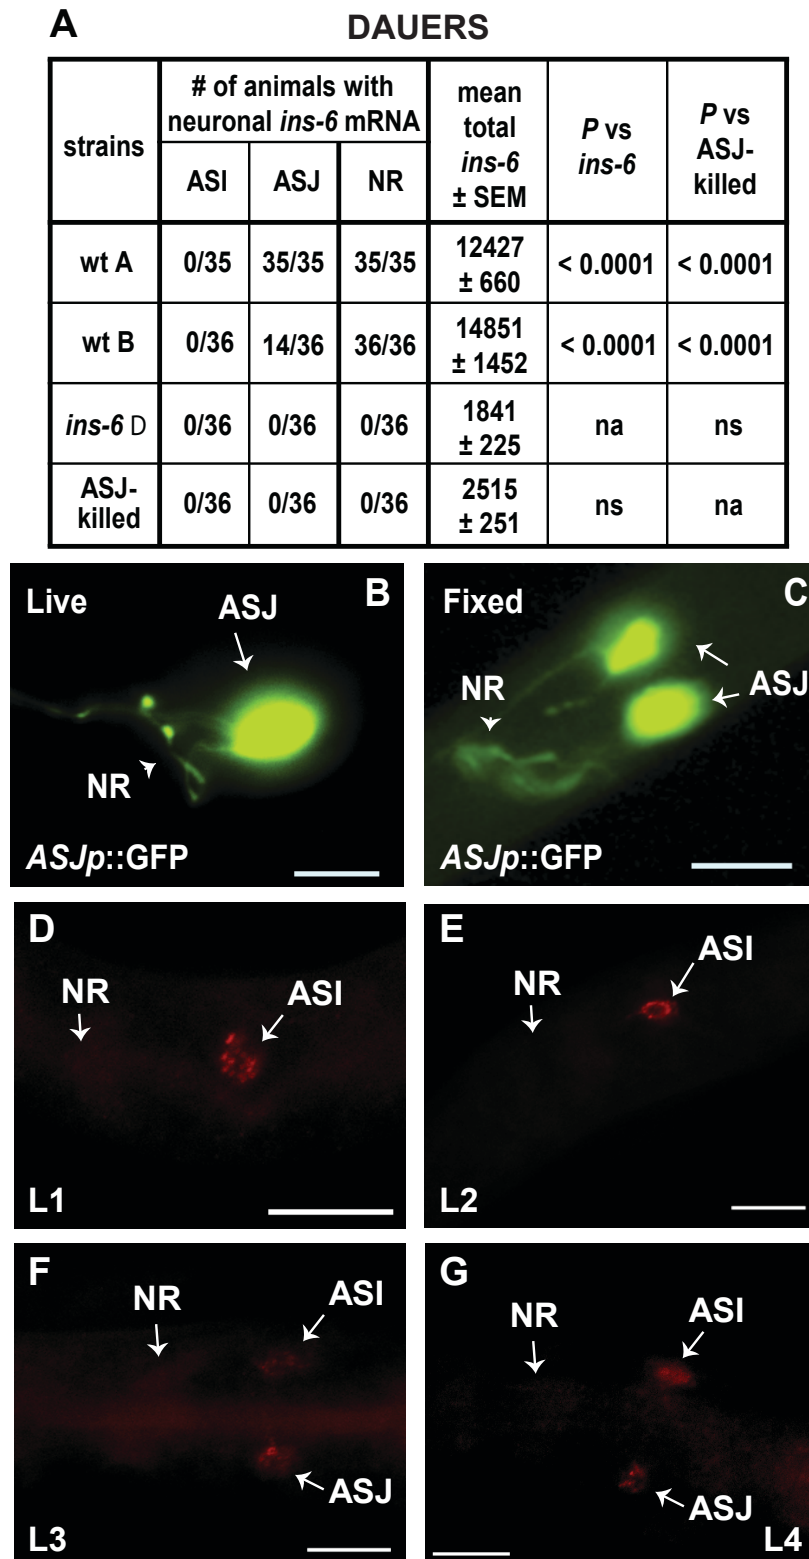 A
DAUERS
strains
# of animals with
neuronal ins-6 mRNA
ASI ASJ NR
mean
total
ins-6
± SEM
P vs
ins-6
P vs
ASJ-
killed
wt A 0/35 35/35 35/35 12427
± 660 < 0.0001 < 0.0001
wt B 0/36 14/36 36/36 14851
± 1452 < 0.0001 < 0.0001
ins-6 D 0/36 0/36 0/36 1841
± 225 na ns
ASJ-
killed 0/36 0/36 0/36 2515
± 251 ns na
Live
ASJ
B
NR
ASJp::GFP
Fixed
C
NR
ASJ
ASJp::GFP
D
NR
ASI
L1
E
NR
ASI
L2
F
NR
ASI
ASJ
L3
G
NR
ASI
ASJ
L4